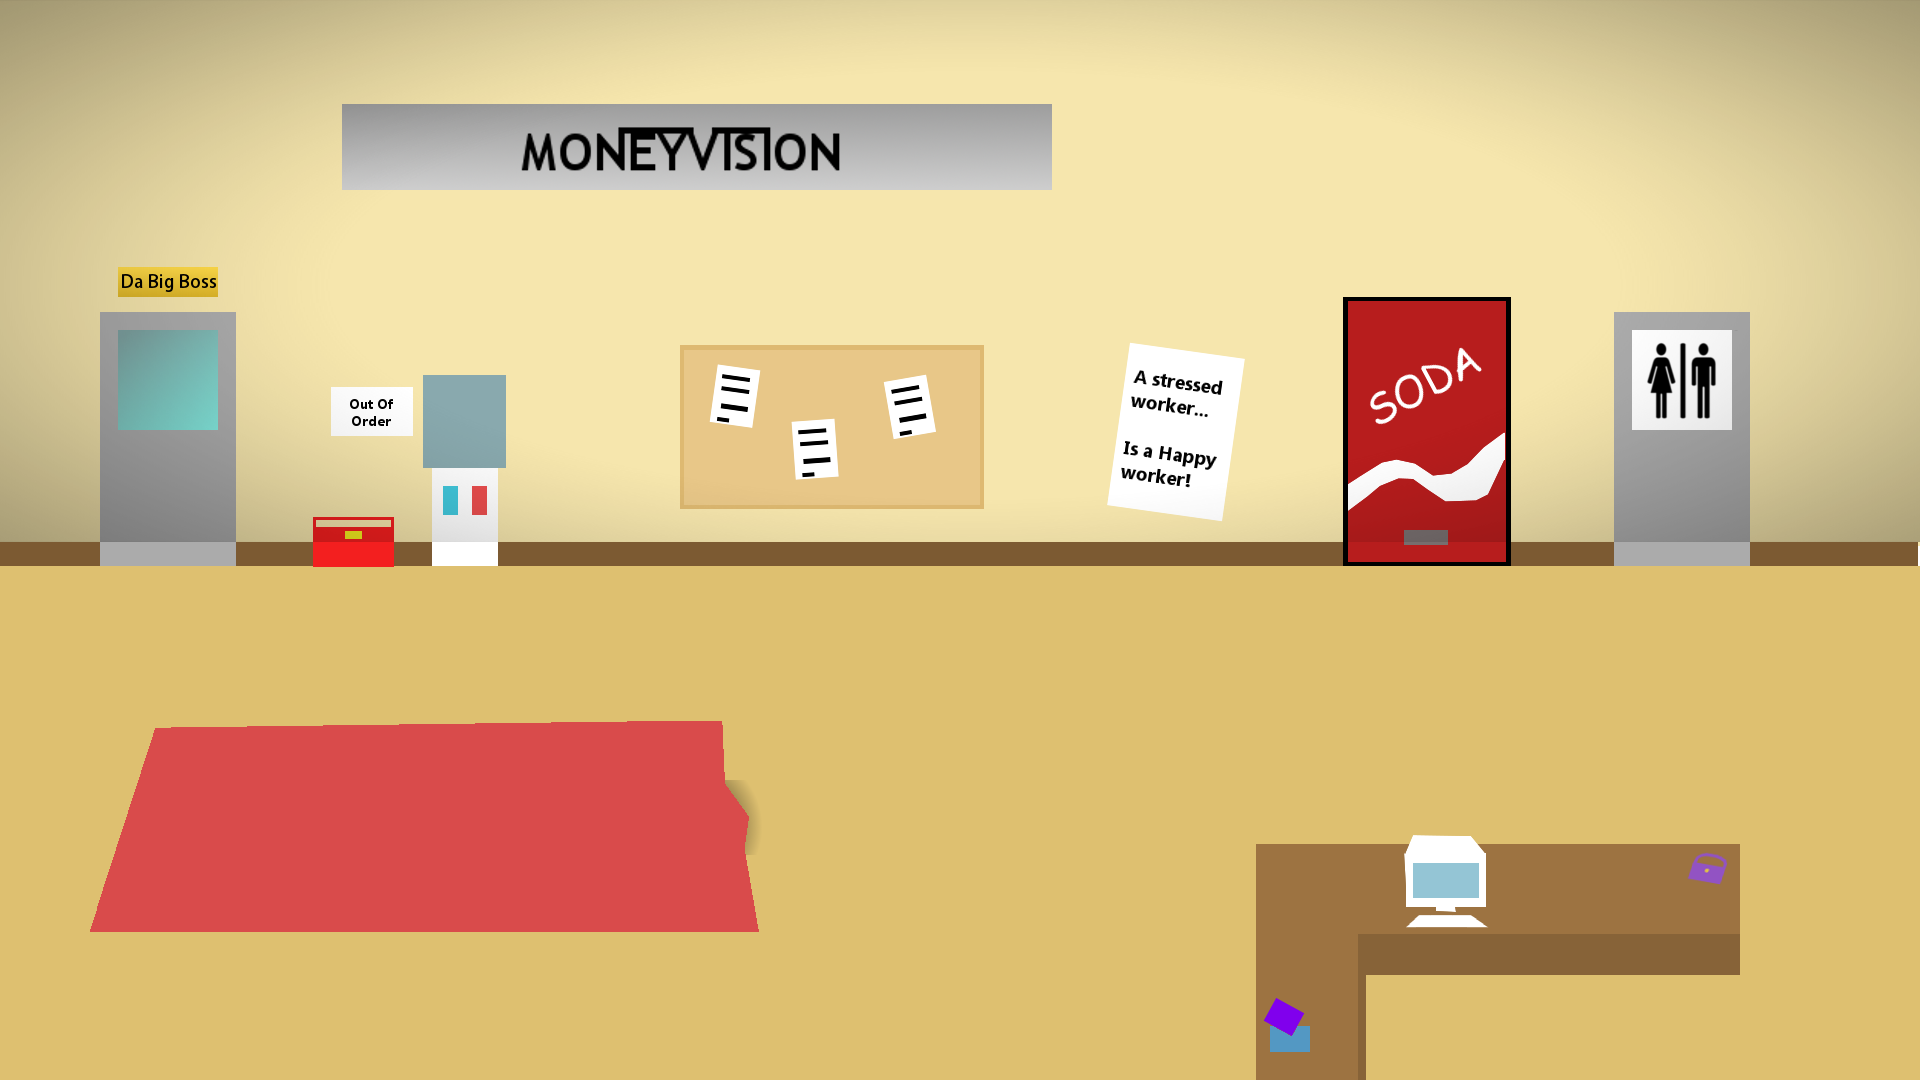 MONEYVISION
Da Big Boss
Out Of
Order
A stressed
worker...
Is a Happy
worker!
SODA